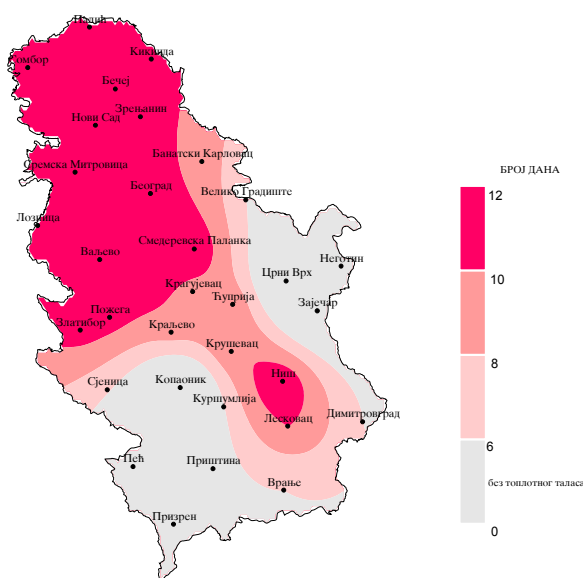 Палић
Сомбор
Кикинда
Бечеј
Нови Сад
Зрењанин
Банатски Карловац
Сремска Митровица
Београд
Велико Градиште
Лозница
Ваљево
Смедеревска Паланка
Неготин
Црни Врх
Крагујевац
Ћуприја
Зајечар
Пожега
Златибор
Краљево
Крушевац
Ниш
Сјеница
Копаоник
Куршумлија
Лесковац
Димитровград
Пећ
Приштина
Врање
Призрен
БРОЈ ДАНА
12
10
8
6
без топлотног таласа
0